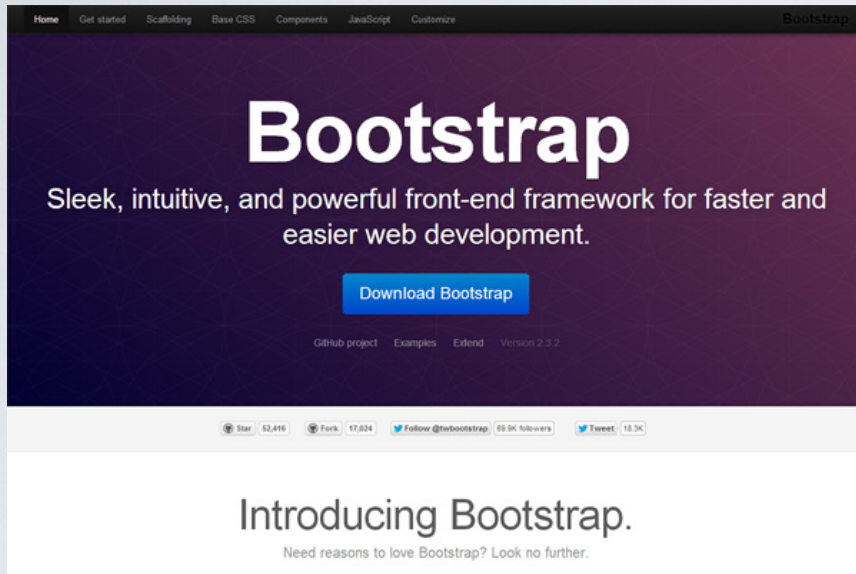 Home Get started Scaffolding Base CSS Components JavaScript Customize Bootstrap
Bootstrap
Sleek, intuitive, and powerful front-end framework for faster and
easier web development.
Download Bootstrap
GitHub project Examples Extend Version 2.3.2
Star 52,416 Fork 17,024 Follow @twbootstrap 69.9K followers Tweet 18.3K
Introducing Bootstrap.
Need reasons to love Bootstrap? Look no further.